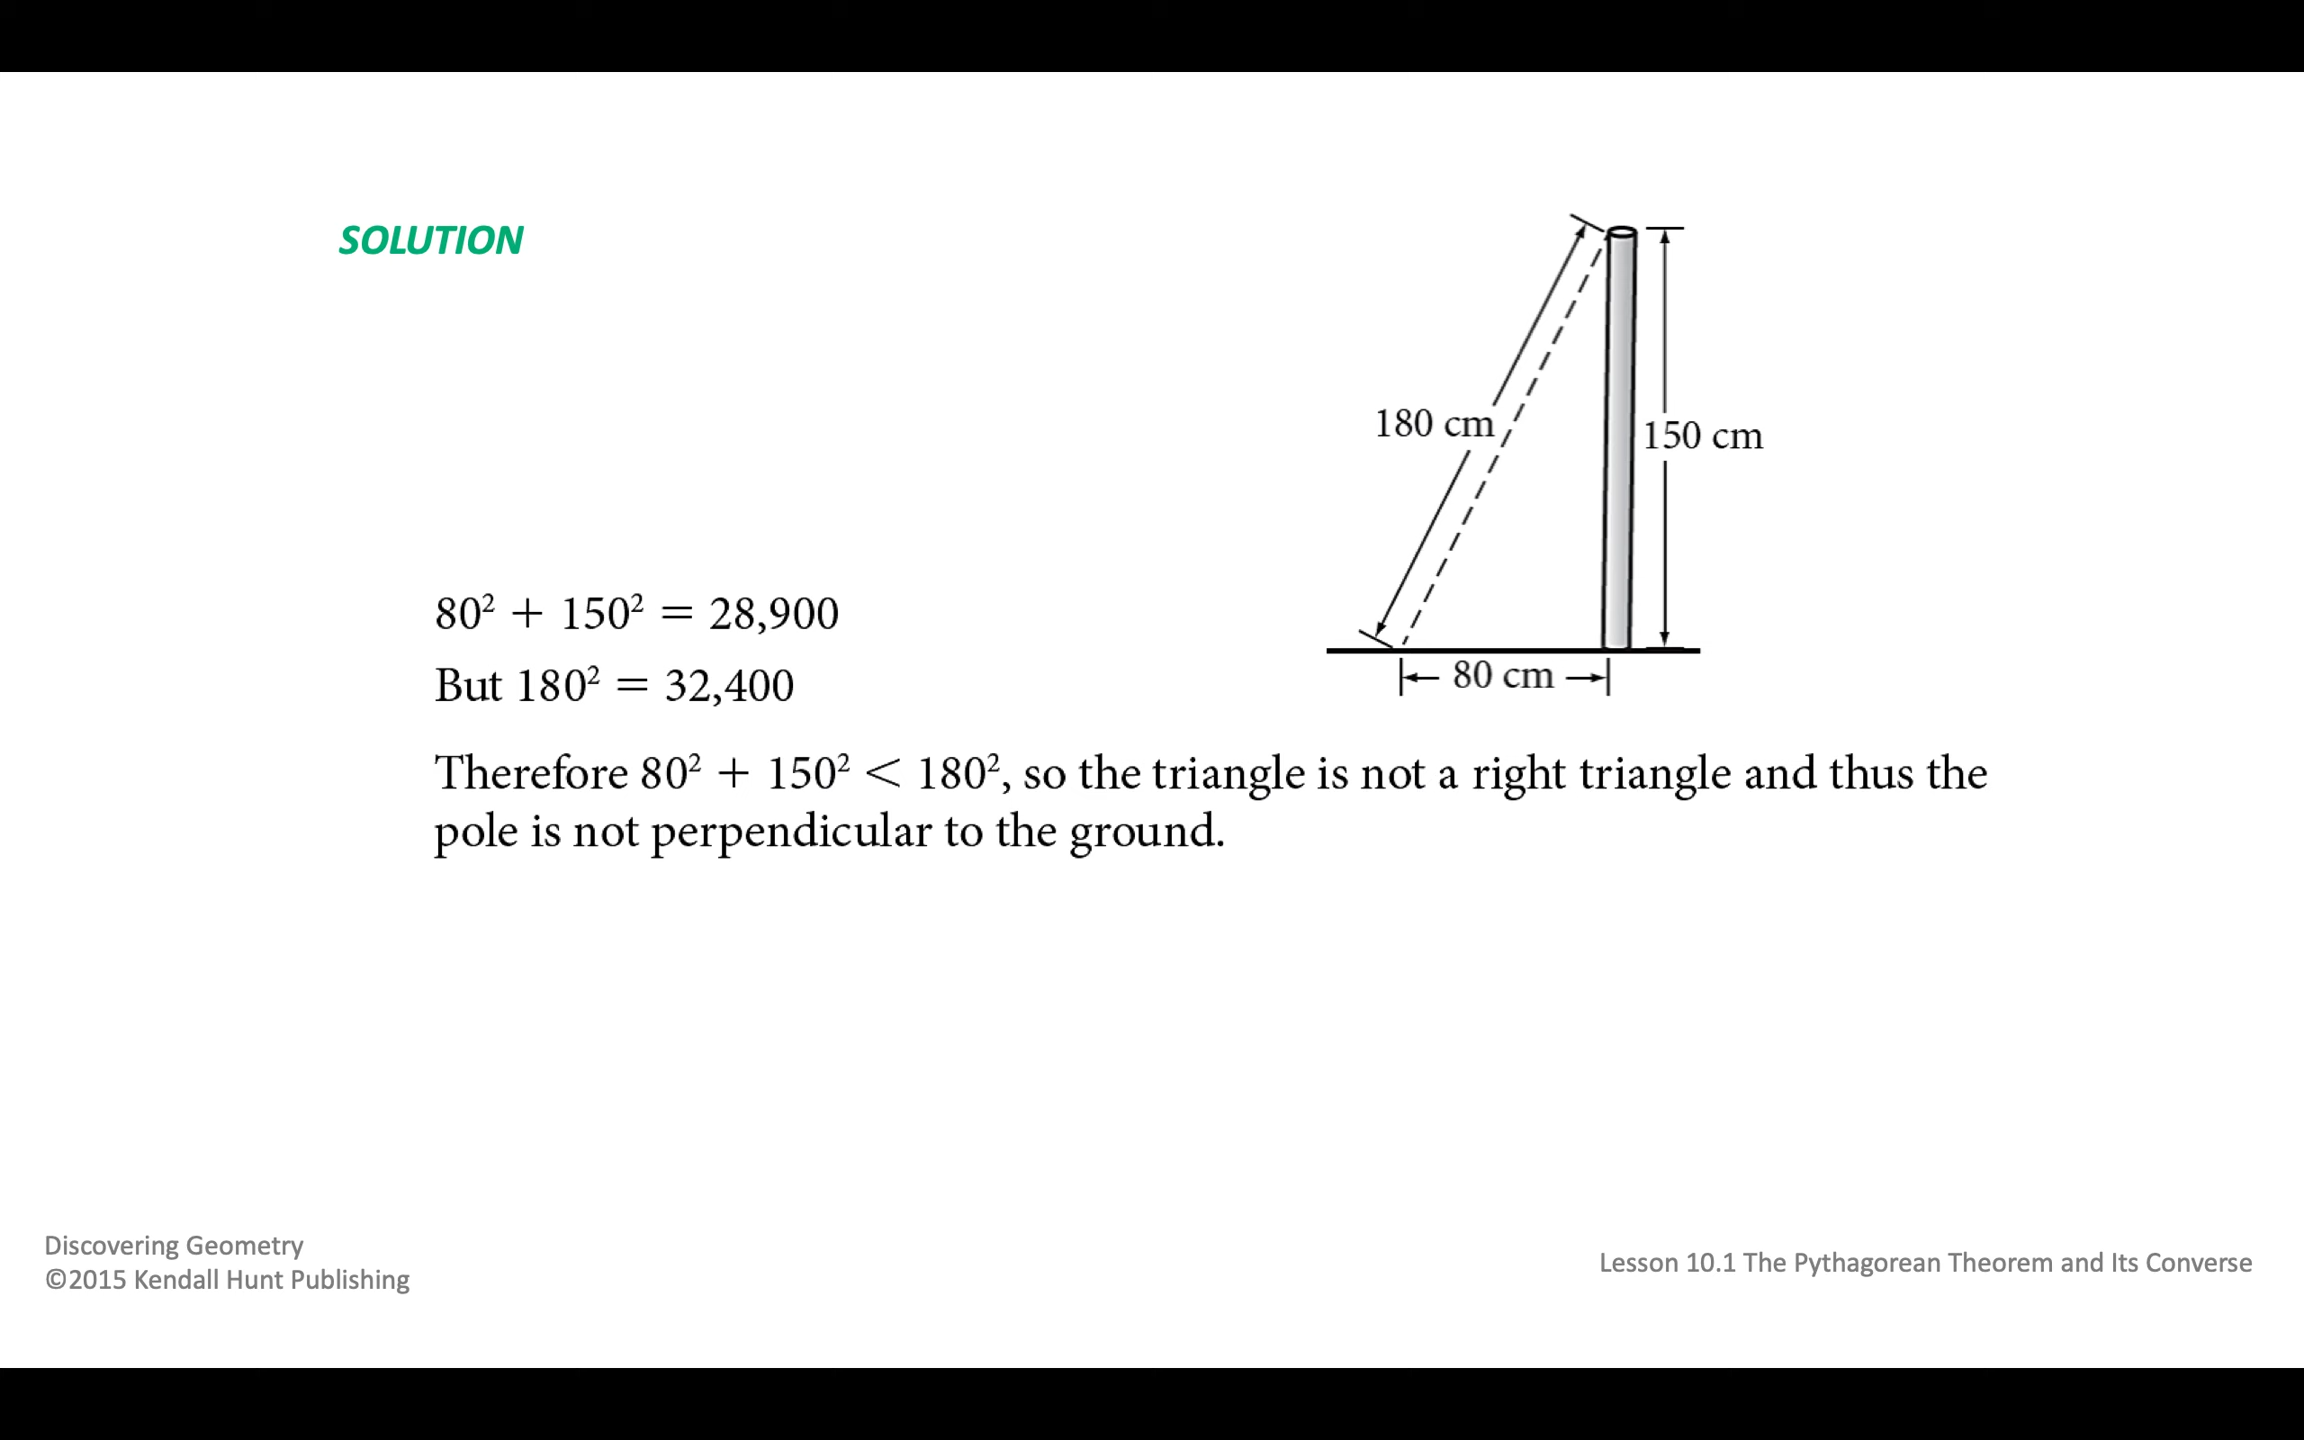 SOLUTION
180 cm
150 cm
80 cm
80² + 150² = 28,900
But 180² = 32,400
Therefore 80² + 150² < 180², so the triangle is not a right triangle and thus the
pole is not perpendicular to the ground.
Discovering Geometry
©2015 Kendall Hunt Publishing
Lesson 10.1 The Pythagorean Theorem and Its Converse